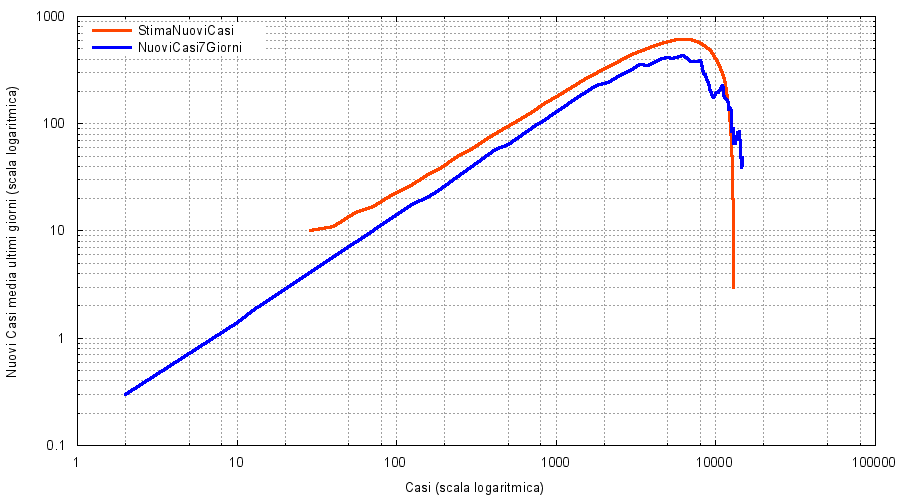 1000
100
10
1
0.1
StimaNuoviCasi
NuoviCasi7Giorni
Nuovi Casi media ultimi giorni (scala logaritmica)
1 10 100 1000 10000 100000
Casi (scala logaritmica)